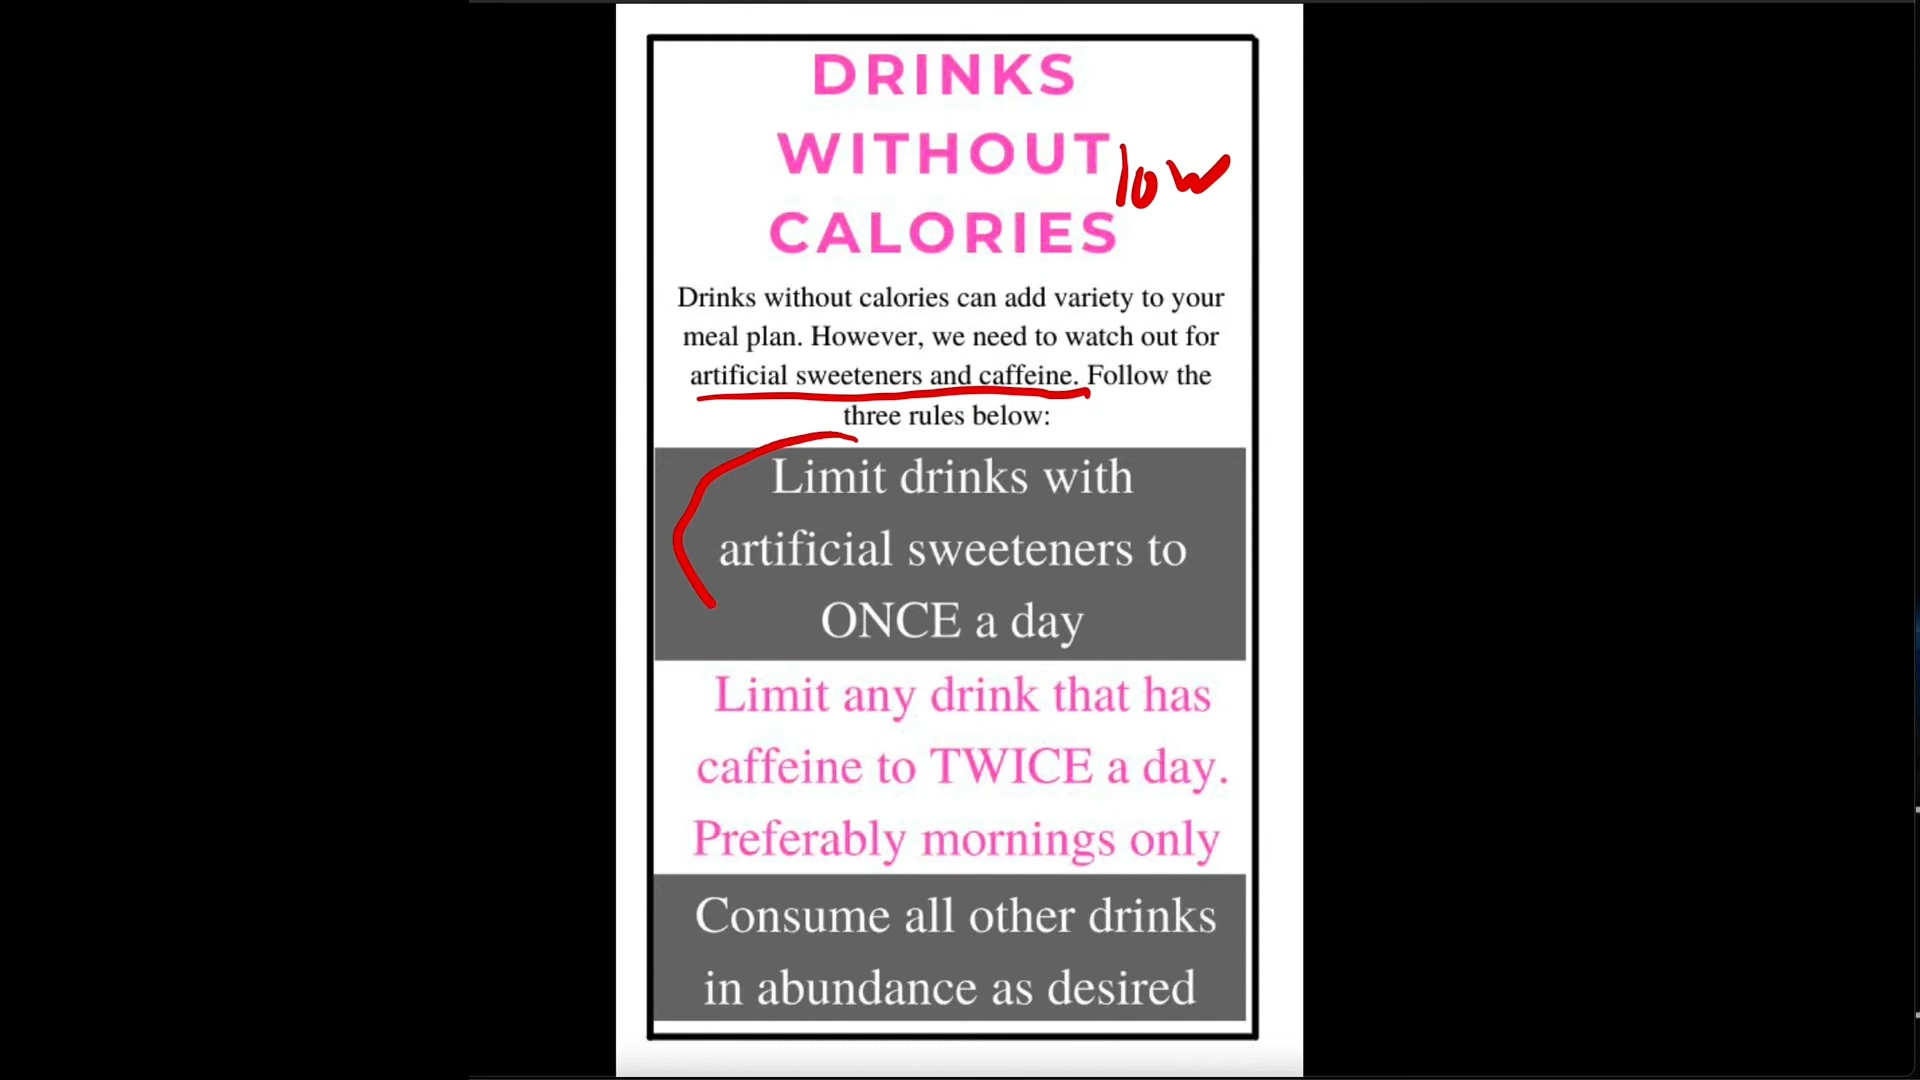 DRINKS
WITHOUT
low
CALORIES
Drinks without calories can add variety to your
meal plan. However, we need to watch out for
artificial sweeteners and caffeine. Follow the
three rules below:
Limit drinks with
artificial sweeteners to
ONCE a day
Limit any drink that has
caffeine to TWICE a day.
Preferably mornings only
Consume all other drinks
in abundance as desired